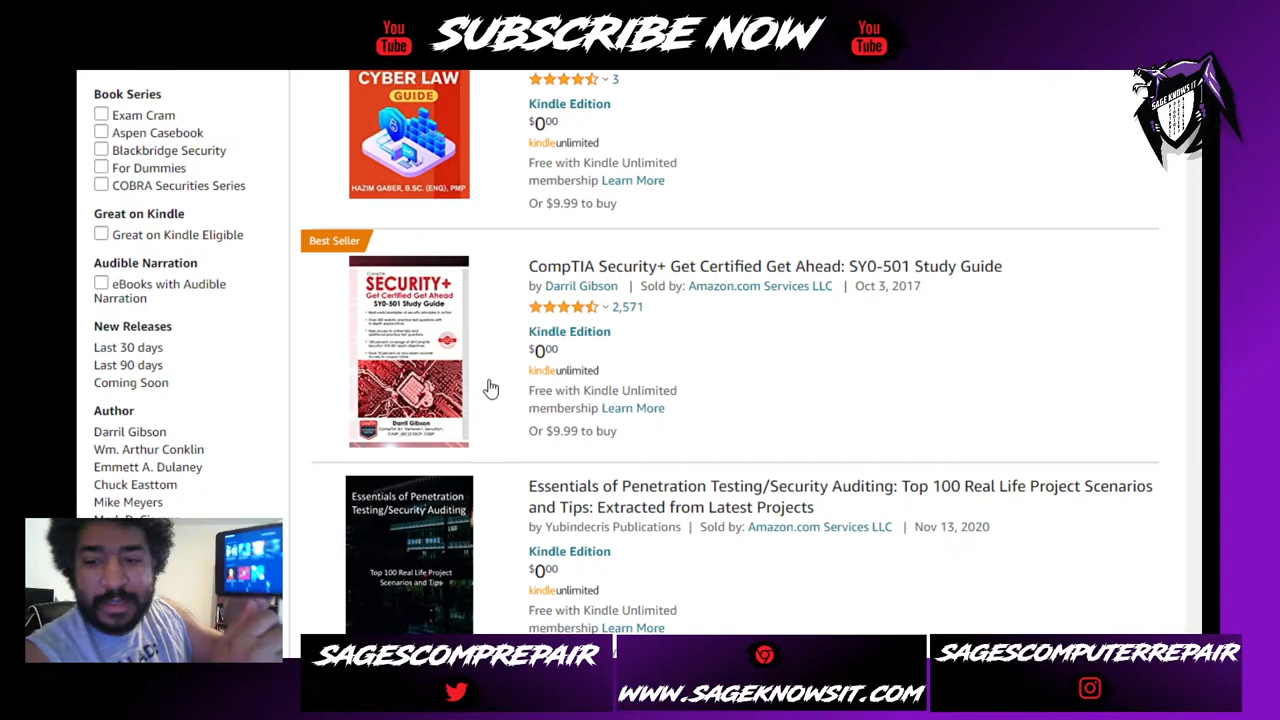 You
Tube
SUBSCRIBE NOW
You
Tube
SAGE KNOWS IT
Book Series
Exam Cram
Aspen Casebook
Blackbridge Security
For Dummies
COBRA Securities Series
Great on Kindle
Great on Kindle Eligible
Audible Narration
eBooks with Audible
Narration
New Releases
Last 30 days
Last 90 days
Coming Soon
Author
Darril Gibson
Wm. Arthur Conklin
Emmett A. Dulaney
Chuck Easttom
Mike Meyers
CYBER LAW
GUIDE
HAZIM GABER, B.SC. (ENG), PMP
3
Kindle Edition
$0.00
kindleunlimited
Free with Kindle Unlimited
membership Learn More
Or $9.99 to buy
Best Seller
CompTIA
SECURITY+
Get Certified Get Ahead
SY0-501 Study Guide
Darril Gibson
CompTIA Security+ Get Certified Get Ahead: SY0-501 Study Guide
by Darril Gibson | Sold by: Amazon.com Services LLC | Oct 3, 2017
2,571
Kindle Edition
$0.00
kindleunlimited
Free with Kindle Unlimited
membership Learn More
Or $9.99 to buy
Essentials of Penetration
Testing/Security Auditing
Top 100 Real Life Project
Scenarios and Tips
Essentials of Penetration Testing/Security Auditing: Top 100 Real Life Project Scenarios
and Tips: Extracted from Latest Projects
by Yubindecris Publications | Sold by: Amazon.com Services LLC | Nov 13, 2020
Kindle Edition
$0.00
kindleunlimited
Free with Kindle Unlimited
membership Learn More
SAGESCOMPREPAIR
WWW.SAGEKNOWSIT.COM
SAGESCOMPUTERREPAIR